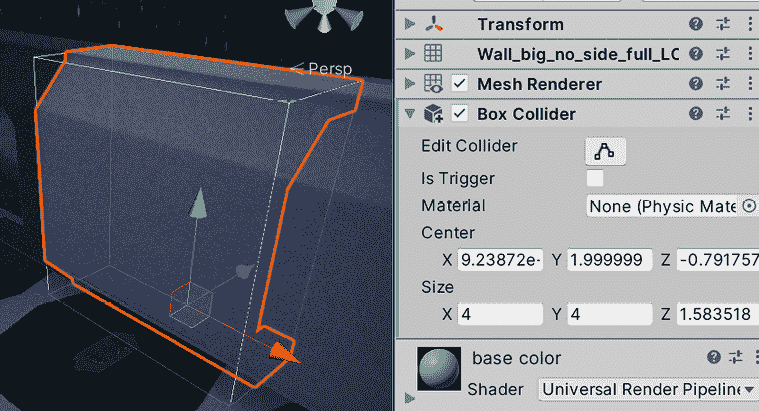 Persp
Transform
Wall_big_no_side_full_LC
Mesh Renderer
Box Collider
Edit Collider
Is Trigger
Material None (Physic Mate
Center
X 9.23872e- Y 1.999999 Z -0.791757
Size
X 4 Y 4 Z 1.583518
base color
Shader Universal Render Pipeline